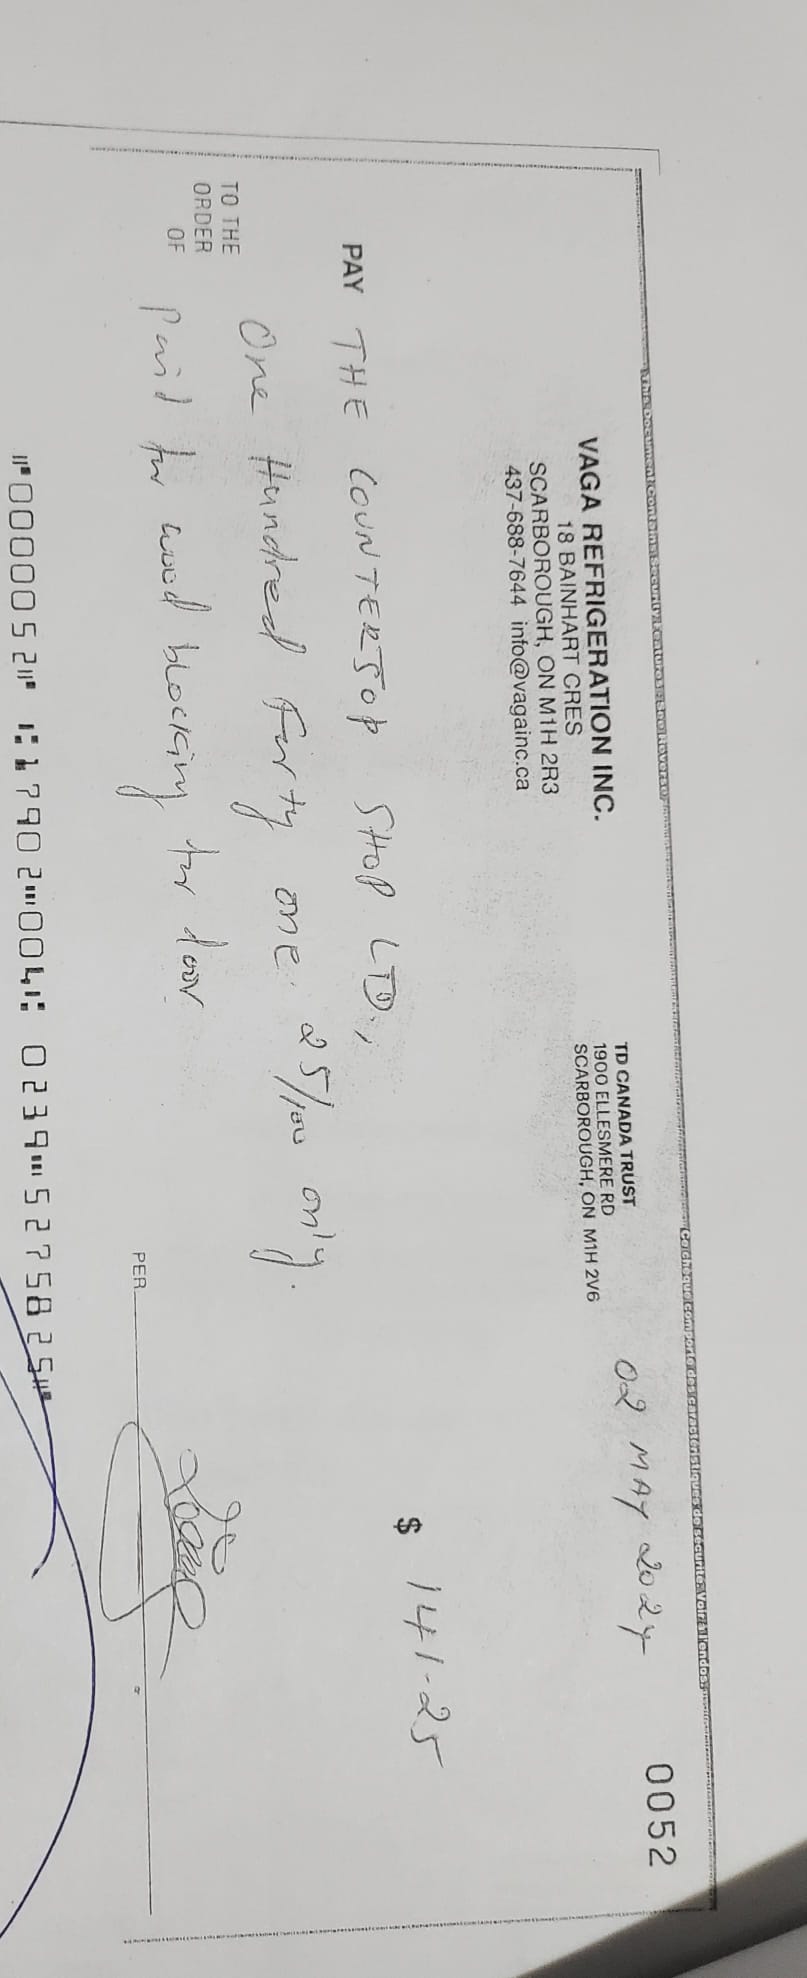 This Document Contains Security Features - See Reverse
Ce chèque comporte des caractéristiques de sécurité. Voir à l'endos.
0052
02 MAY 2024
VAGA REFRIGERATION INC.
18 BAINHART CRES
SCARBOROUGH, ON M1H 2R3
437-688-7644 info@vagainc.ca
TD CANADA TRUST
1900 ELLESMERE RD
SCARBOROUGH, ON M1H 2V6
$ 141-25
PAY THE COUNTERTOP SHOP LTD.,
One Hundred Forty one 25/100 only.
TO THE
ORDER
OF
paid for wood blocking for door
PER
⑈0000052⑈ ⑆17902⑉004⑆ 0239⑉5275825⑈